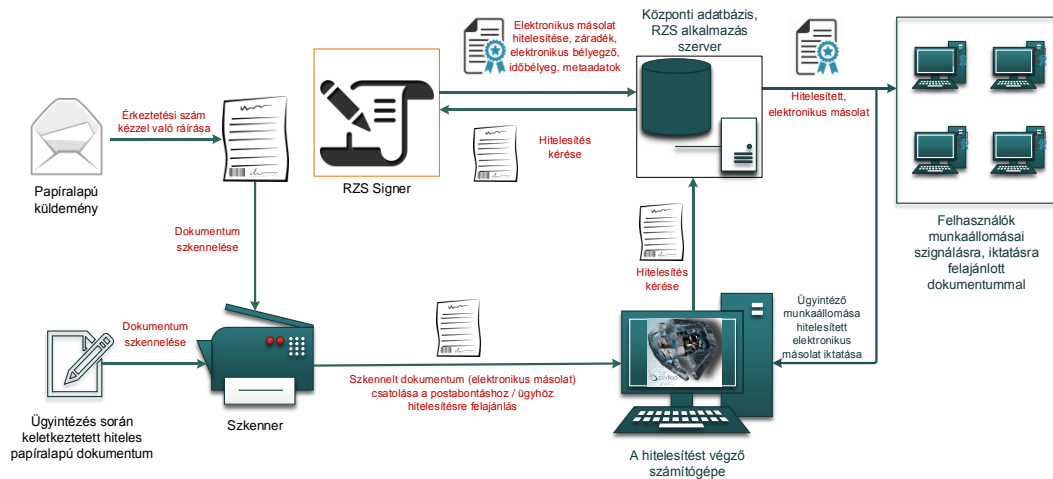 Elektronikus másolat
hitelesítése, záradék,
elektronikus bélyegző,
időbélyeg, metaadatok
Központi adatbázis,
RZS alkalmazás
szerver
Érkeztetési szám
kézzel való ráírása
Hitelesítés
kérése
Hitelesített,
elektronikus másolat
Papíralapú
küldemény
RZS Signer
Felhasználók
munkaállomásai
szignálásra, iktatásra
felajánlott
dokumentummal
Dokumentum
szkennelése
Hitelesítés
kérése
Ügyintéző
munkaállomása
hitelesített
elektronikus
másolat iktatása
Dokumentum
szkennelése
Szkennelt dokumentum (elektronikus másolat)
csatolása a postabontáshoz / ügyhöz
hitelesítésre felajánlás
Ügyintézés során
keletkeztetett hiteles
papíralapú dokumentum
Szkenner
A hitelesítést végző
számítógépe